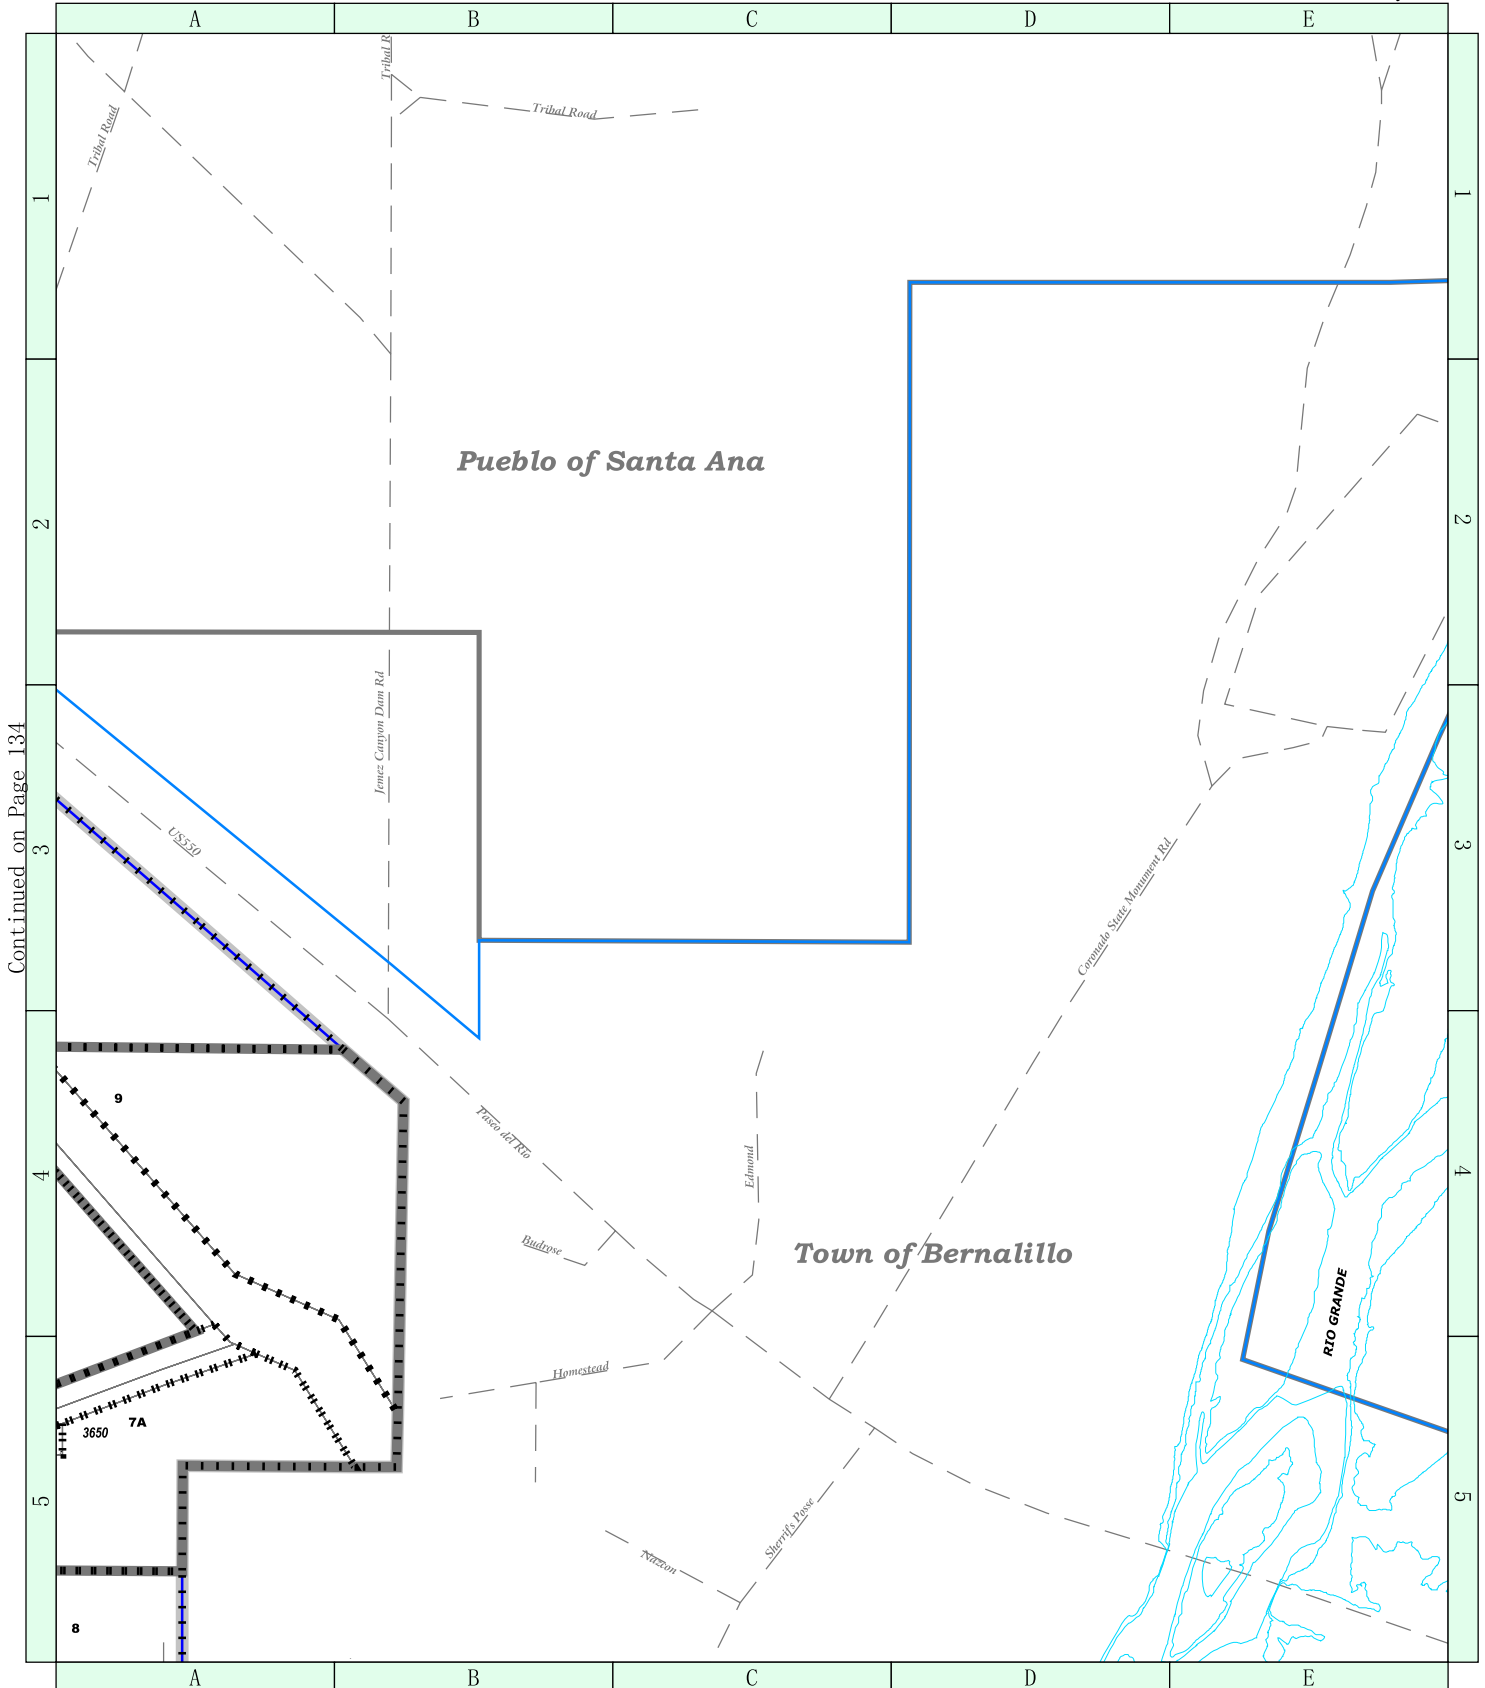 A B C D E
Tribal R
Tribal Road
Tribal Road
1 1
Pueblo of Santa Ana
2 2
Continued on Page 134
Jemez Canyon Dam Rd
US550
3 3
Coronado State Monument Rd
9
Paseo del Rio
Edmond
4 4
Budrose
Town of Bernalillo
RIO GRANDE
Homestead
7A
3650
5 5
Sherrifs Posse
Nazcon
8
A B C D E